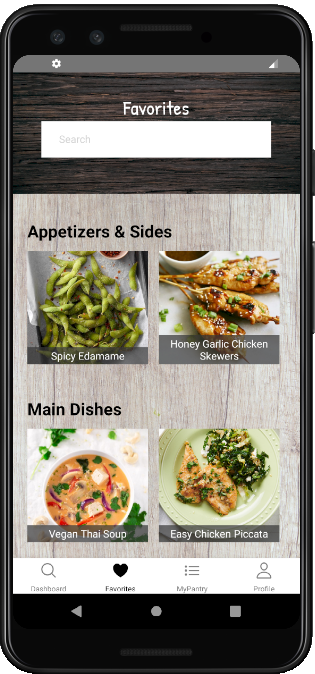 Favorites
Search
Appetizers & Sides
Spicy Edamame
Honey Garlic Chicken
Skewers
Main Dishes
Vegan Thai Soup
Easy Chicken Piccata
Dashboard
Favorites
MyPantry
Profile